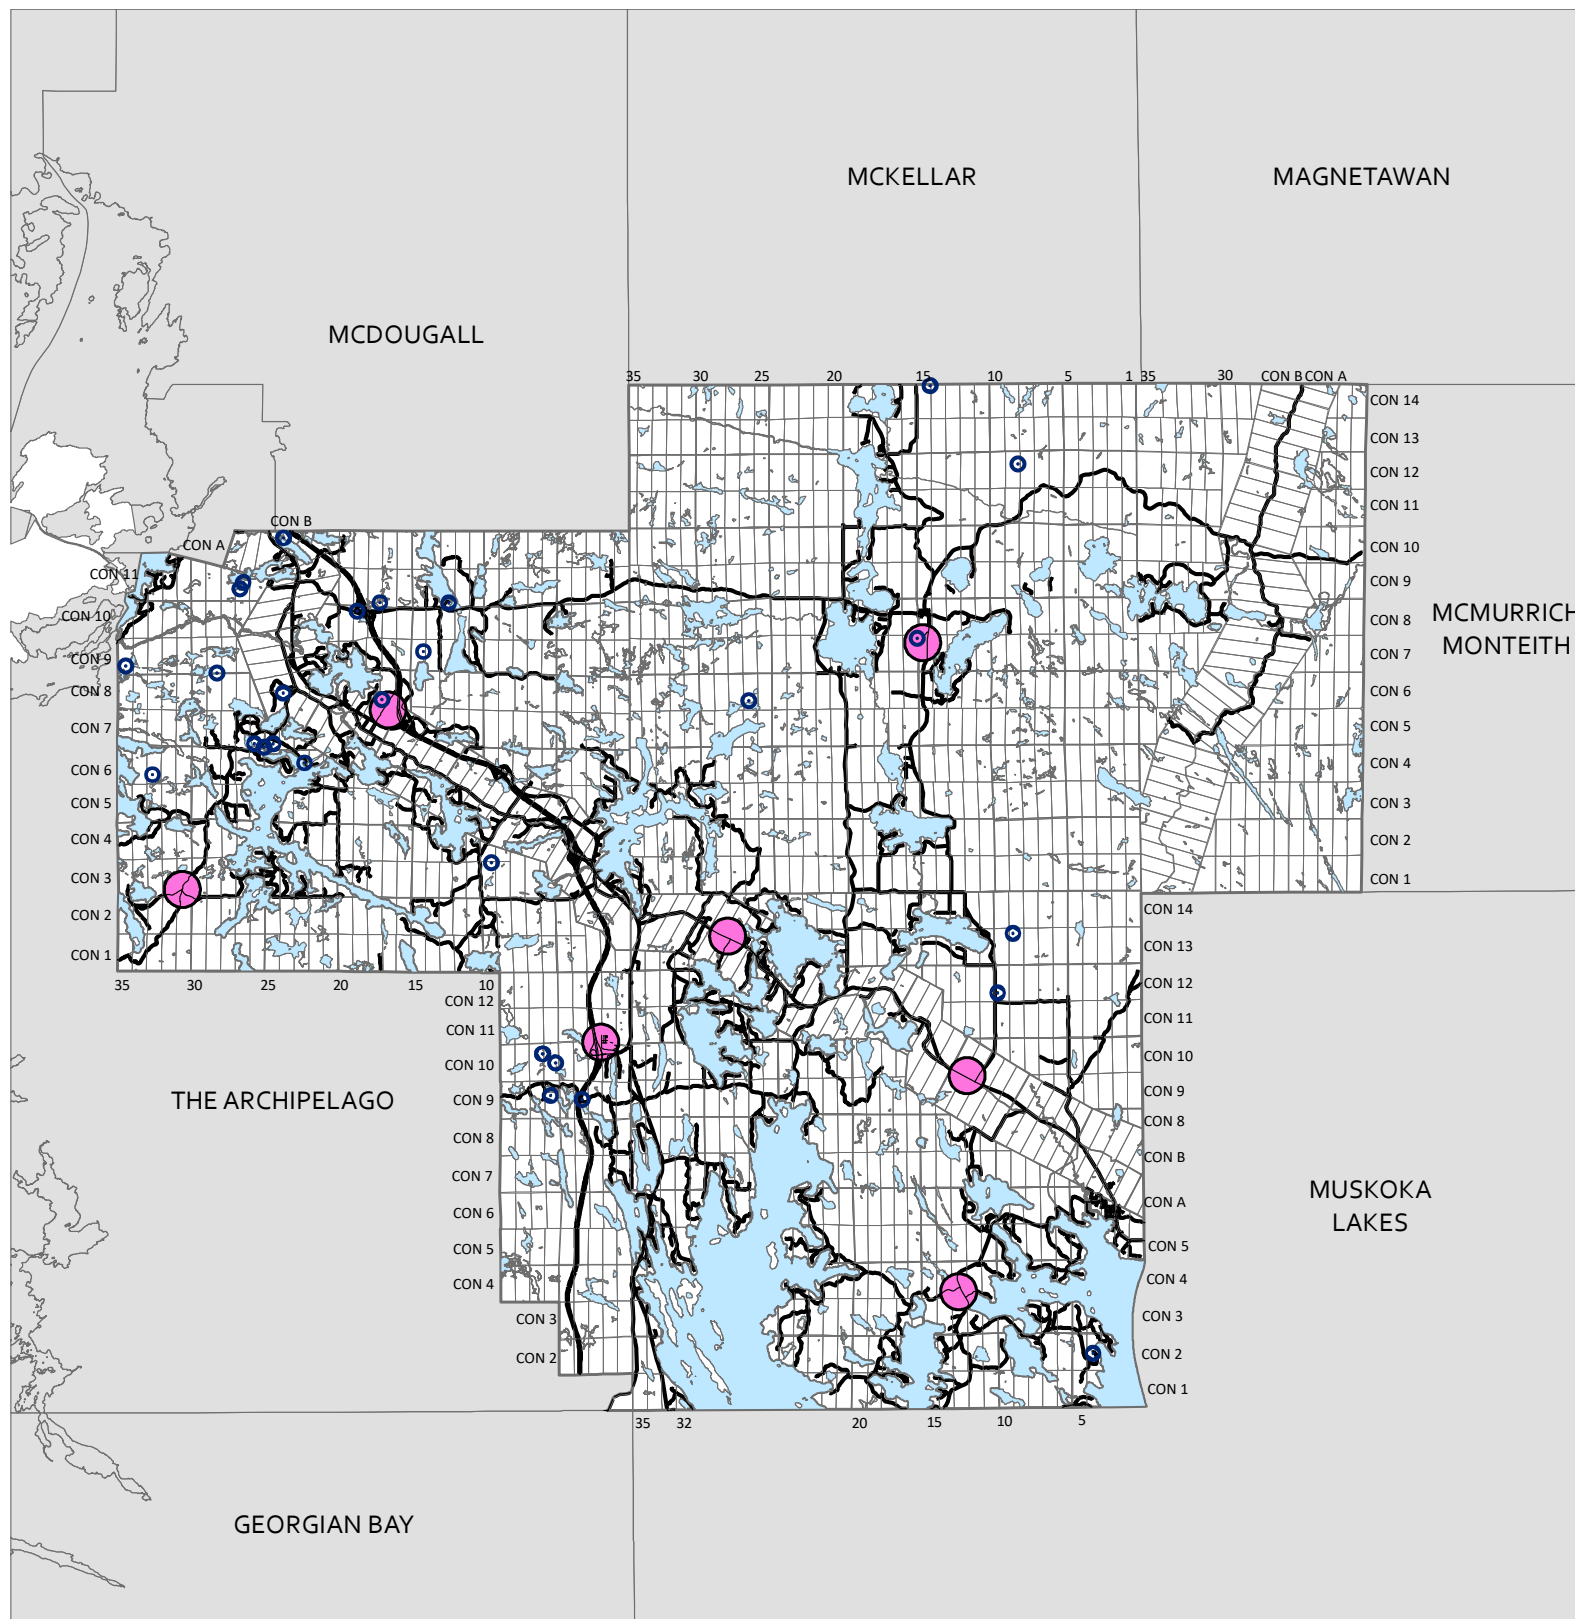 MCKELLAR
MAGNETAWAN
MCDOUGALL
35 30 25 20 15 10 5 1 35 30 CON B CON A
CON 14
CON 13
CON 12
CON 11
CON 10
CON 9
CON 8
CON 7
CON 6
CON 5
CON 4
CON 3
CON 2
CON 1
MCMURRICH
MONTEITH
CON B
CON A
CON 11
CON 10
CON 9
CON 8
CON 7
CON 6
CON 5
CON 4
CON 3
CON 2
CON 1
35 30 25 20 15 10
CON 14
CON 13
CON 12
CON 11
CON 10
CON 9
CON 8
CON B
CON A
CON 5
CON 4
CON 3
CON 2
CON 1
CON 12
CON 11
CON 10
CON 9
CON 8
CON 7
CON 6
CON 5
CON 4
CON 3
CON 2
THE ARCHIPELAGO
MUSKOKA
LAKES
35 32 20 15 10 5
GEORGIAN BAY